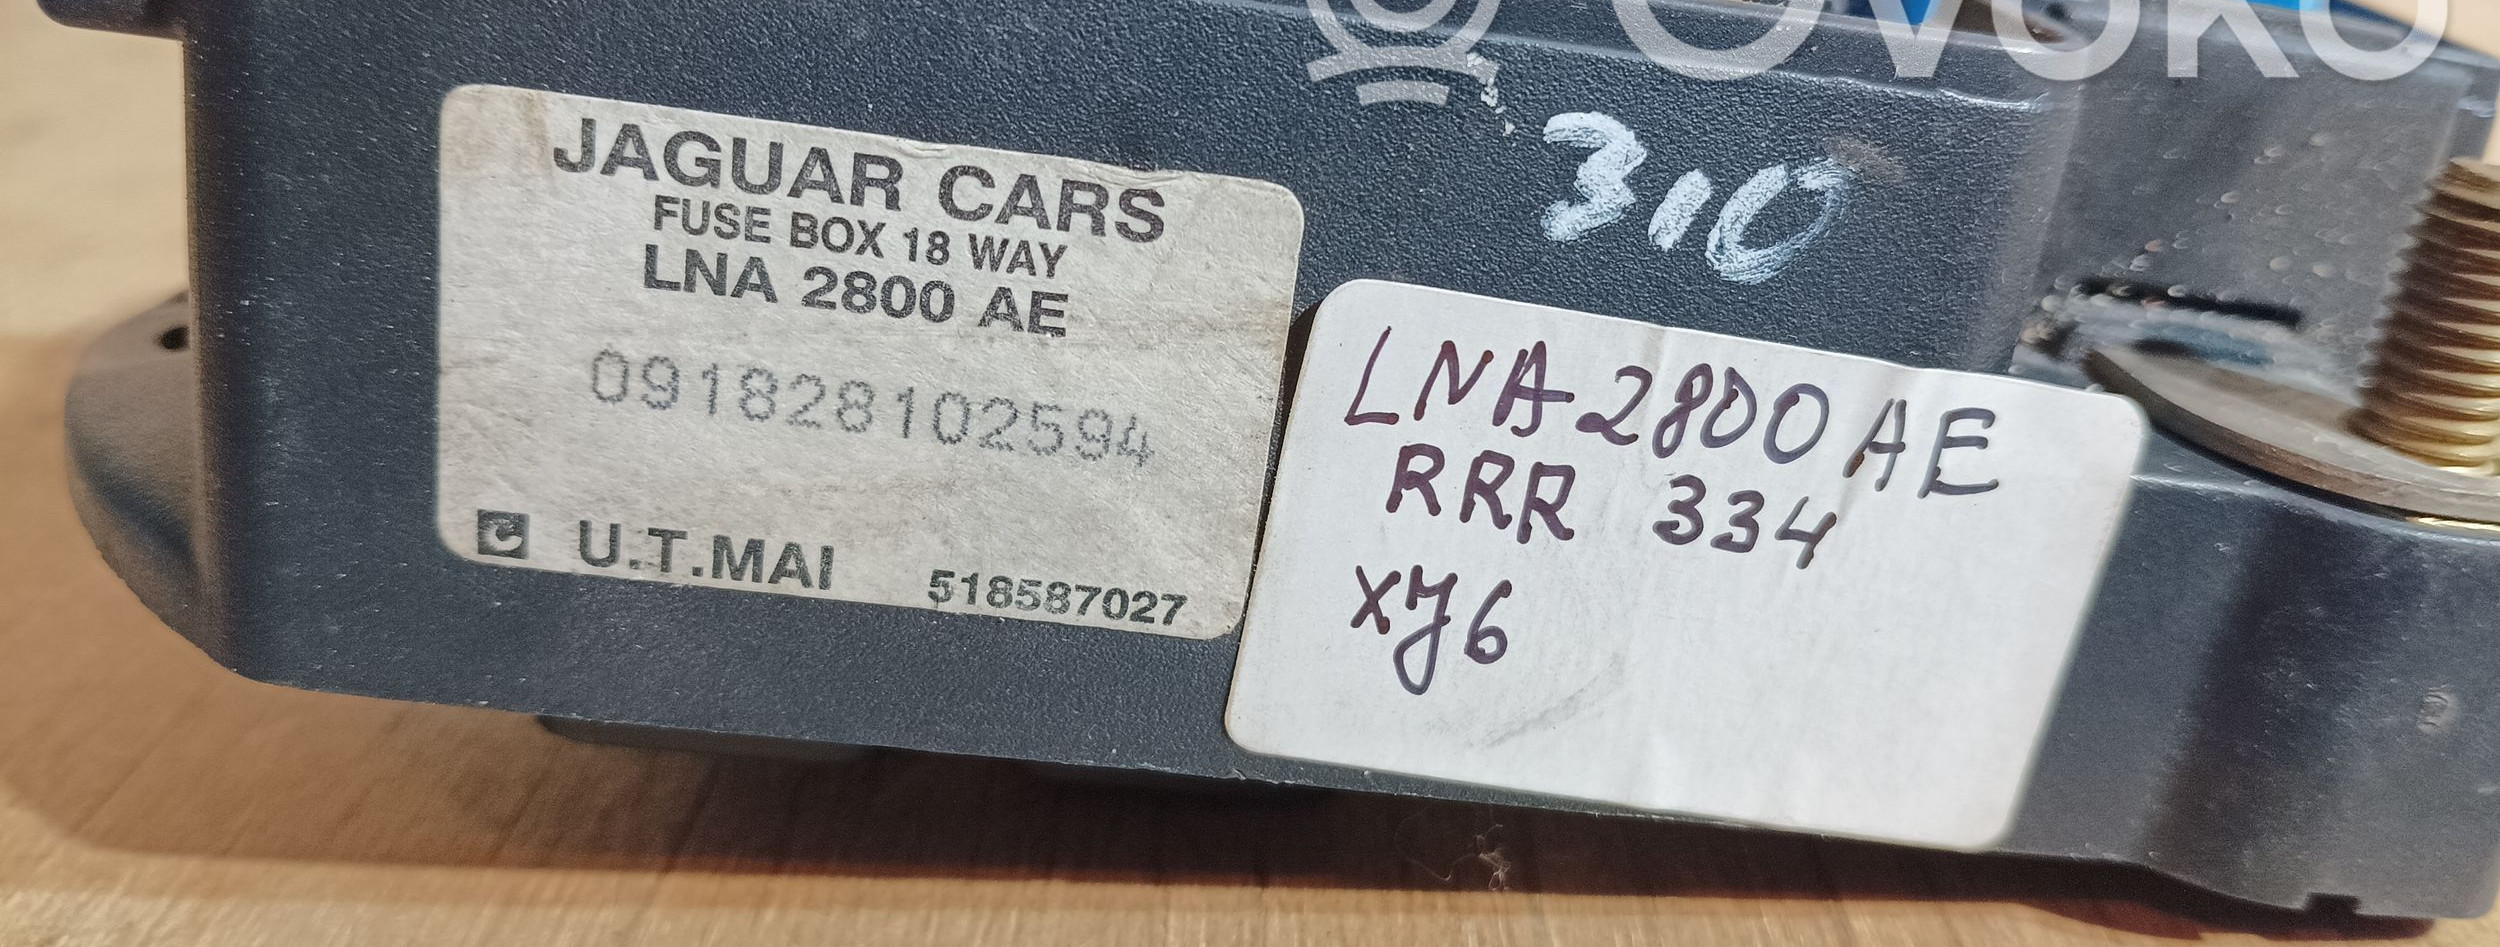 OVOKO
310
JAGUAR CARS
FUSE BOX 18 WAY
LNA 2800 AE
091828102594
U.T.MAI
518587027
LNA 2800 AE
RRR 334
XJ6